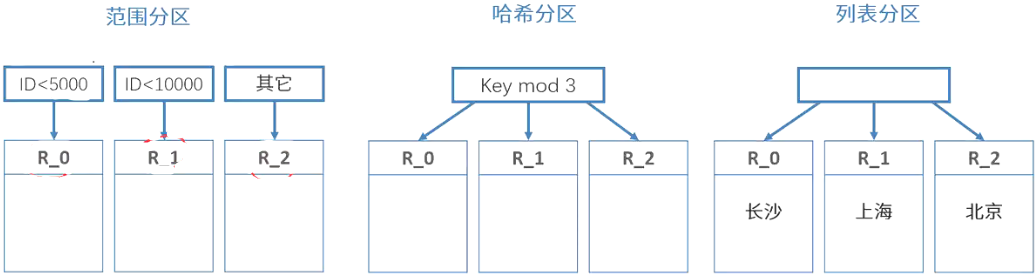 范围分区
哈希分区
列表分区
ID<5000
ID<10000
其它
Key mod 3
R_0
R_1
R_2
R_0
R_1
R_2
R_0
R_1
R_2
长沙
上海
北京